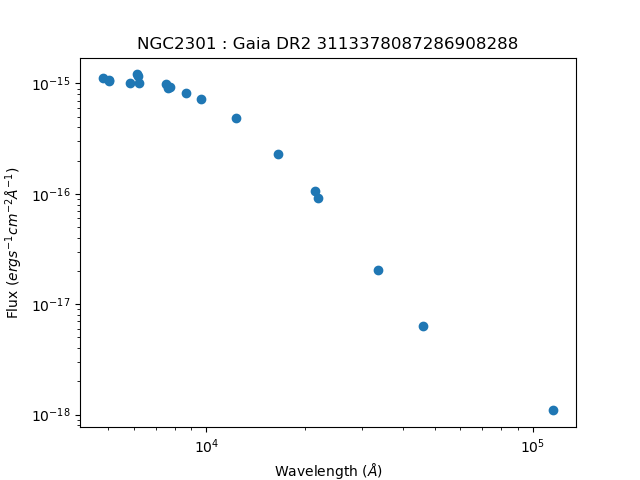 NGC2301 : Gaia DR2 3113378087286908288
Flux (ergs⁻¹cm⁻²Å⁻¹)
10⁻¹⁵
10⁻¹⁶
10⁻¹⁷
10⁻¹⁸
10⁴
10⁵
Wavelength (Å)